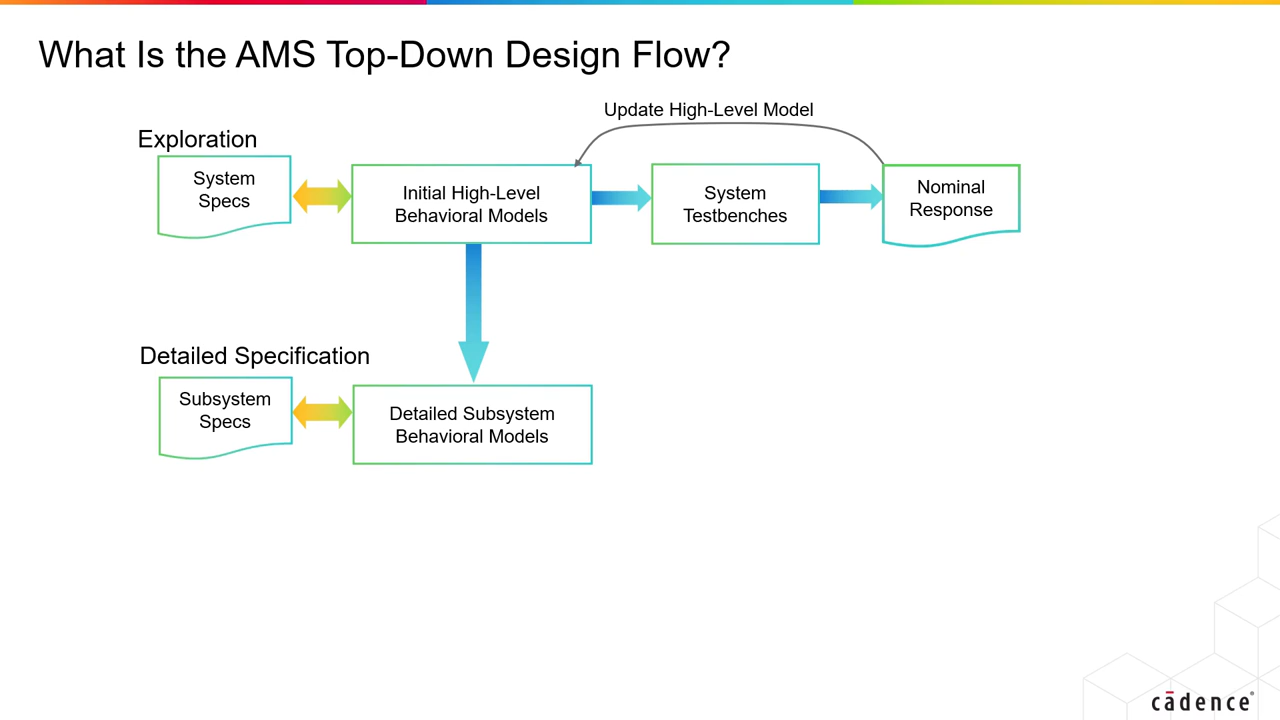 What Is the AMS Top-Down Design Flow?
Update High-Level Model
Exploration
System
Specs
Initial High-Level
Behavioral Models
System
Testbenches
Nominal
Response
Detailed Specification
Subsystem
Specs
Detailed Subsystem
Behavioral Models
cādence®